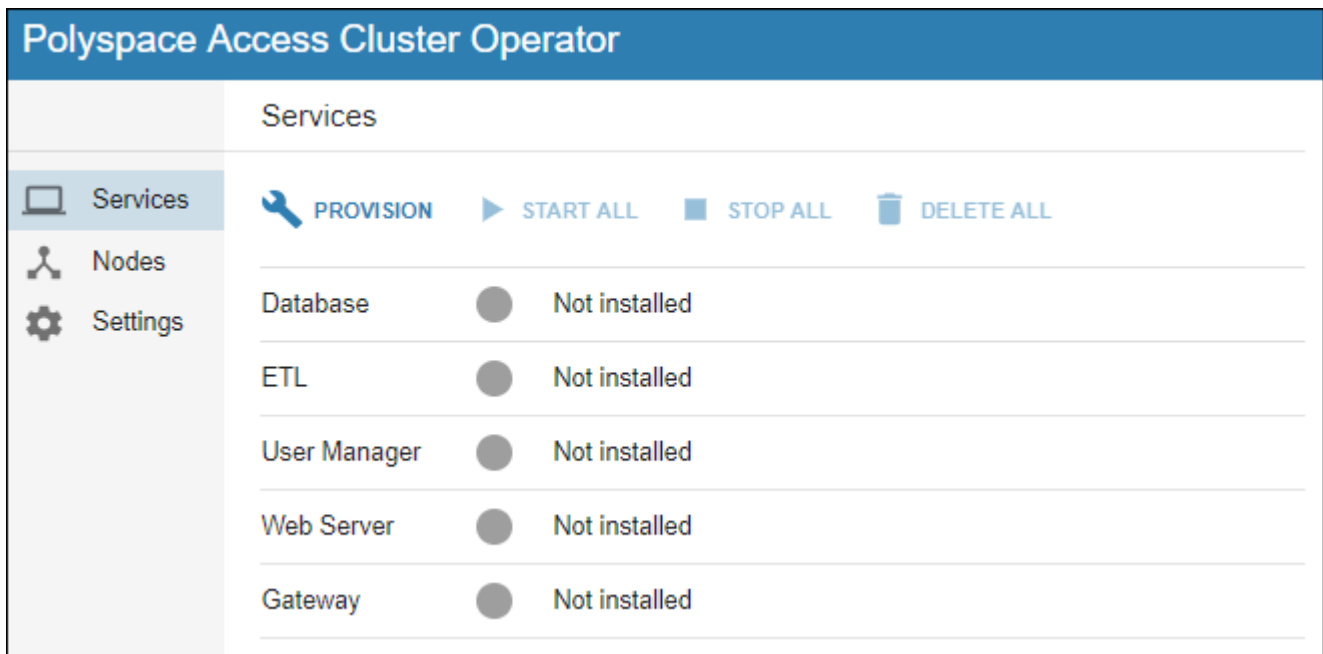 Polyspace Access Cluster Operator
Services
Services
Nodes
Settings
PROVISION START ALL STOP ALL DELETE ALL
Database Not installed
ETL Not installed
User Manager Not installed
Web Server Not installed
Gateway Not installed